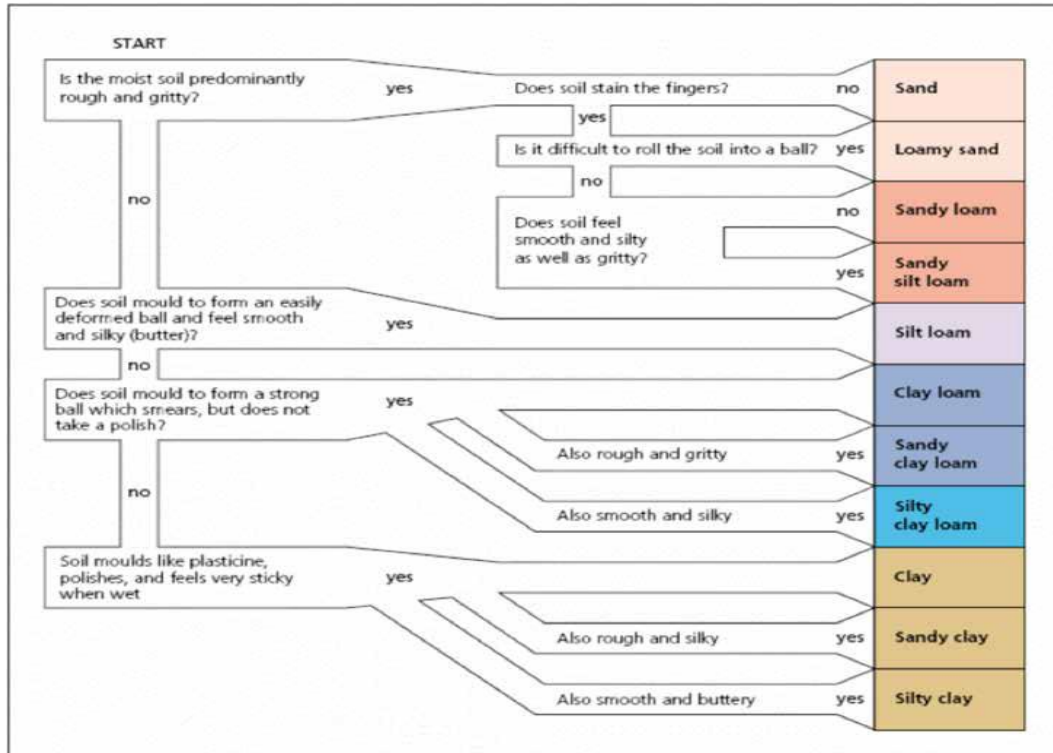 START
Is the moist soil predominantly
rough and gritty?
yes
Does soil stain the fingers?
no
Sand
yes
Is it difficult to roll the soil into a ball?
yes
Loamy sand
no
no
Does soil feel
smooth and silty
as well as gritty?
no
Sandy loam
yes
Sandy
silt loam
Does soil mould to form an easily
deformed ball and feel smooth
and silky (butter)?
yes
Silt loam
no
Does soil mould to form a strong
ball which smears, but does not
take a polish?
yes
Clay loam
Also rough and gritty
yes
Sandy
clay loam
Also smooth and silky
yes
Silty
clay loam
no
Soil moulds like plasticine,
polishes, and feels very sticky
when wet
yes
Clay
Also rough and silky
yes
Sandy clay
Also smooth and buttery
yes
Silty clay